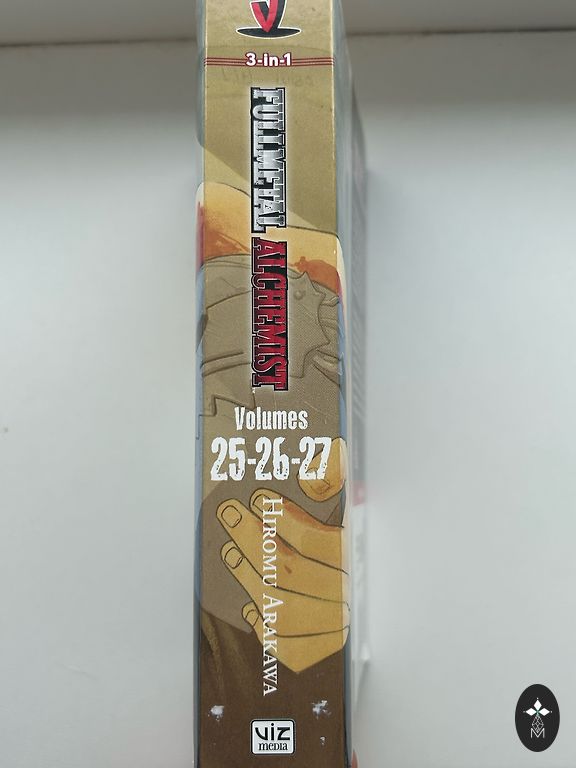 3-in-1
FULLMETAL ALCHEMIST
Volumes
25-26-27
HIROMU ARAKAWA
VIZ
MEDIA
M